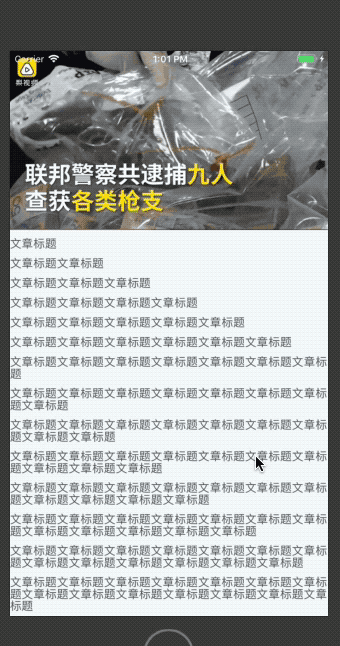 Carrier
1:01 PM
梨视频
联邦警察共逮捕九人
查获各类枪支
文章标题
文章标题文章标题
文章标题文章标题文章标题
文章标题文章标题文章标题文章标题
文章标题文章标题文章标题文章标题文章标题
文章标题文章标题文章标题文章标题文章标题文章标题
文章标题文章标题文章标题文章标题文章标题文章标题文章标
题
文章标题文章标题文章标题文章标题文章标题文章标题文章标
题文章标题
文章标题文章标题文章标题文章标题文章标题文章标题文章标
题文章标题文章标题
文章标题文章标题文章标题文章标题文章标题文章标题文章标
题文章标题文章标题文章标题
文章标题文章标题文章标题文章标题文章标题文章标题文章标
题文章标题文章标题文章标题文章标题
文章标题文章标题文章标题文章标题文章标题文章标题文章标
题文章标题文章标题文章标题文章标题文章标题
文章标题文章标题文章标题文章标题文章标题文章标题文章标
题文章标题文章标题文章标题文章标题文章标题文章标题
文章标题文章标题文章标题文章标题文章标题文章标题文章标
题文章标题文章标题文章标题文章标题文章标题文章标题文章
标题